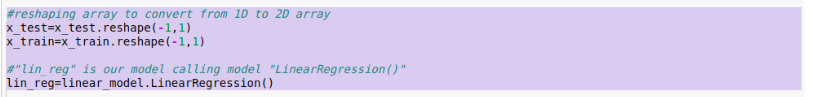 #reshaping array to convert from 1D to 2D array
x_test=x_test.reshape(-1,1)
x_train=x_train.reshape(-1,1)
#"lin_reg" is our model calling model "LinearRegression()"
lin_reg=linear_model.LinearRegression()